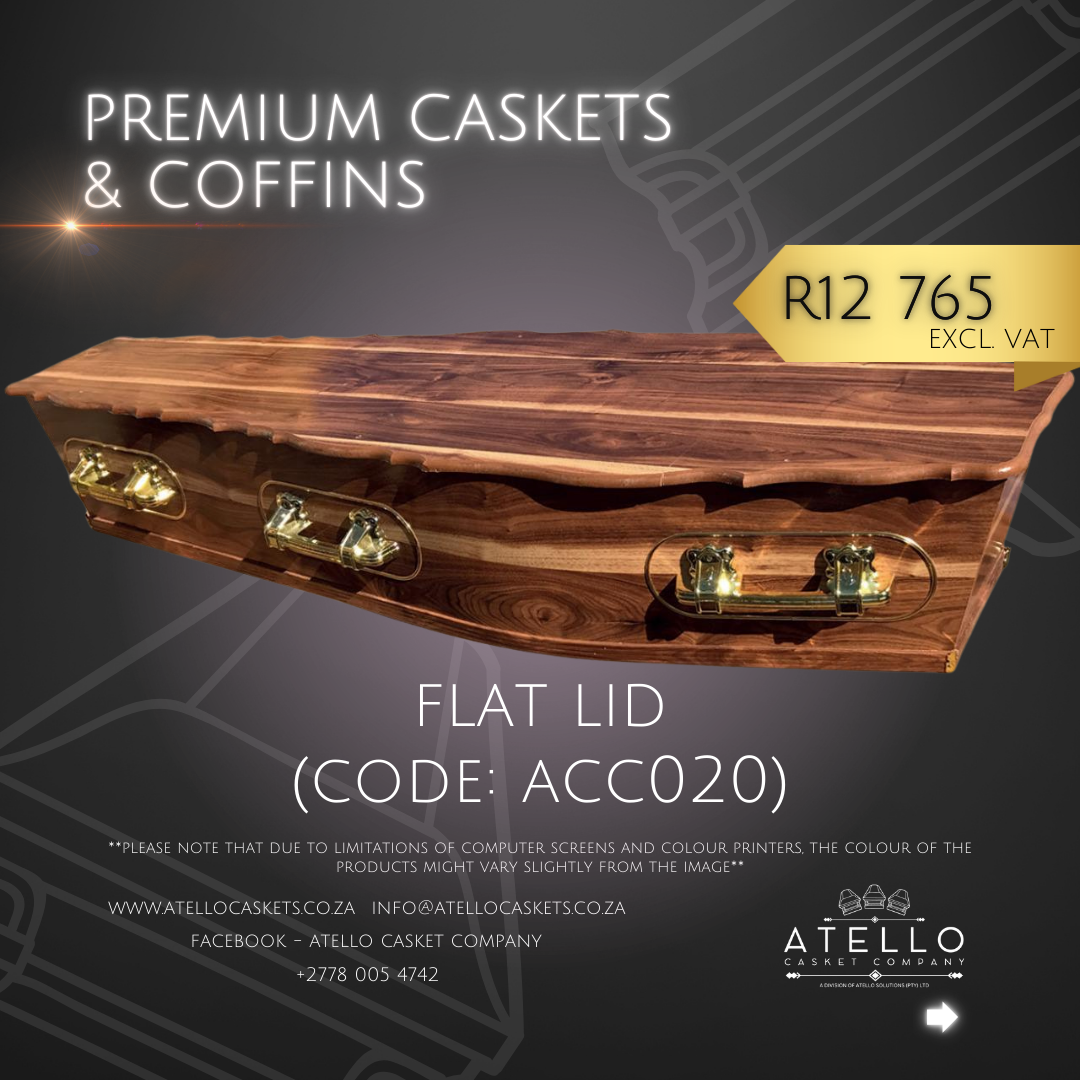 PREMIUM CASKETS
& COFFINS
R12 765
EXCL. VAT
FLAT LID
(CODE: ACC020)
**PLEASE NOTE THAT DUE TO LIMITATIONS OF COMPUTER SCREENS AND COLOUR PRINTERS, THE COLOUR OF THE
PRODUCTS MIGHT VARY SLIGHTLY FROM THE IMAGE**
WWW.ATELLOCASKETS.CO.ZA INFO@ATELLOCASKETS.CO.ZA
FACEBOOK - ATELLO CASKET COMPANY
+2778 005 4742
ATELLO
CASKET COMPANY
A DIVISION OF ATELLO SOLUTIONS (PTY) LTD